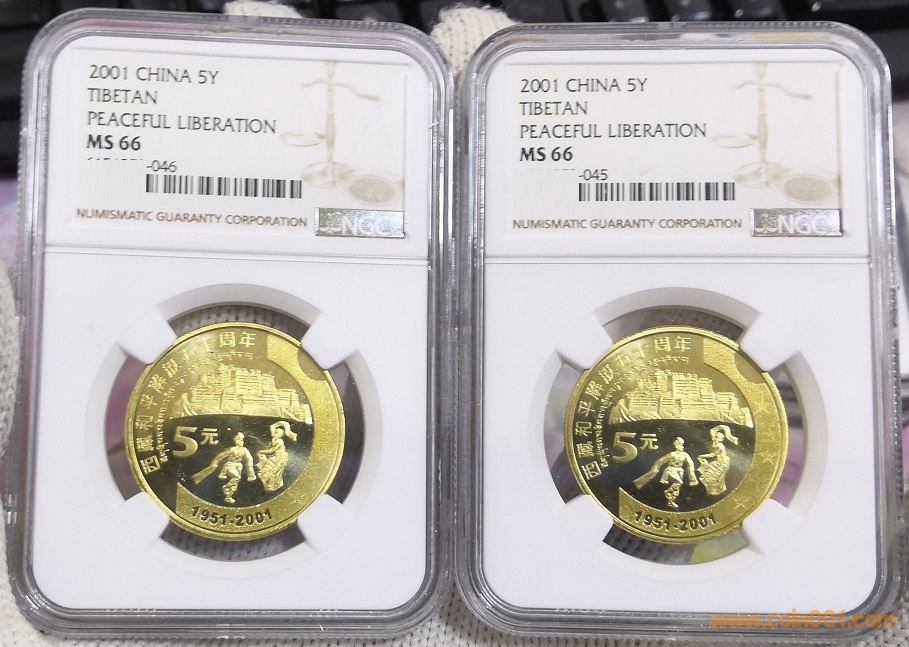 2001 CHINA 5Y
TIBETAN
PEACEFUL LIBERATION
MS 66
-046
NUMISMATIC GUARANTY CORPORATION
NGC
西藏和平解放五十周年
5元
1951-2001
2001 CHINA 5Y
TIBETAN
PEACEFUL LIBERATION
MS 66
-045
NUMISMATIC GUARANTY CORPORATION
NGC
西藏和平解放五十周年
5元
1951-2001
www.coin001.com